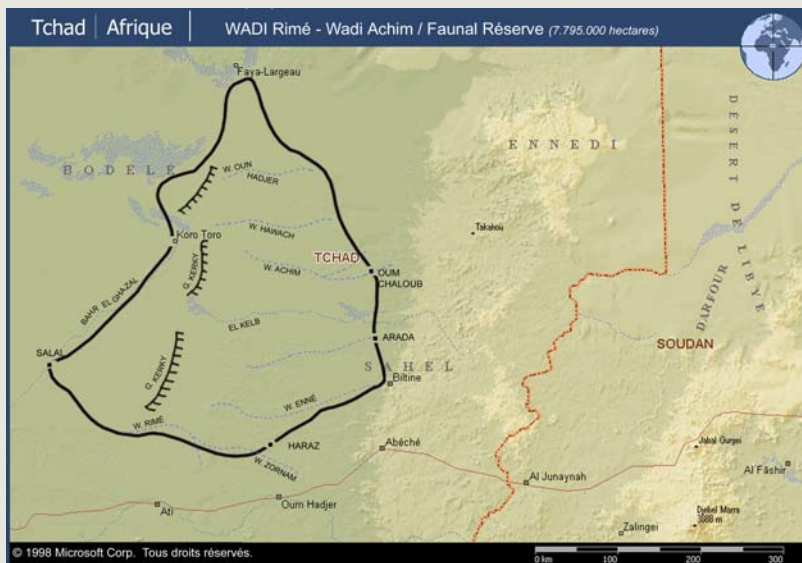 Tchad Afrique WADI Rimé - Wadi Achim / Faunal Réserve (7.795.000 hectares)
Faya-Largeau
DESERT DE LIBYE
ENNEDI
BODELE
W. OUN
HADJER
W. HAWACH
Takahou
Koro Toro
TCHAD
W. ACHIM
OUM
CHALOUB
G. KERKY
BAHR EL GHAZAL
DARFOUR
EL KELB
ARADA
SOUDAN
SALAL
SAHEL
G. KERKY
Biltine
W. ENNE
W. RIMÉ
HARAZ
Abéché
Jabal Gurgei
W. ZORNAM
Al Fāshir
Al Junaynah
Oum Hadjer
Ati
Djebel Marra
3088 m
Zalingei
© 1998 Microsoft Corp. Tous droits réservés.
0 km 100 200 300